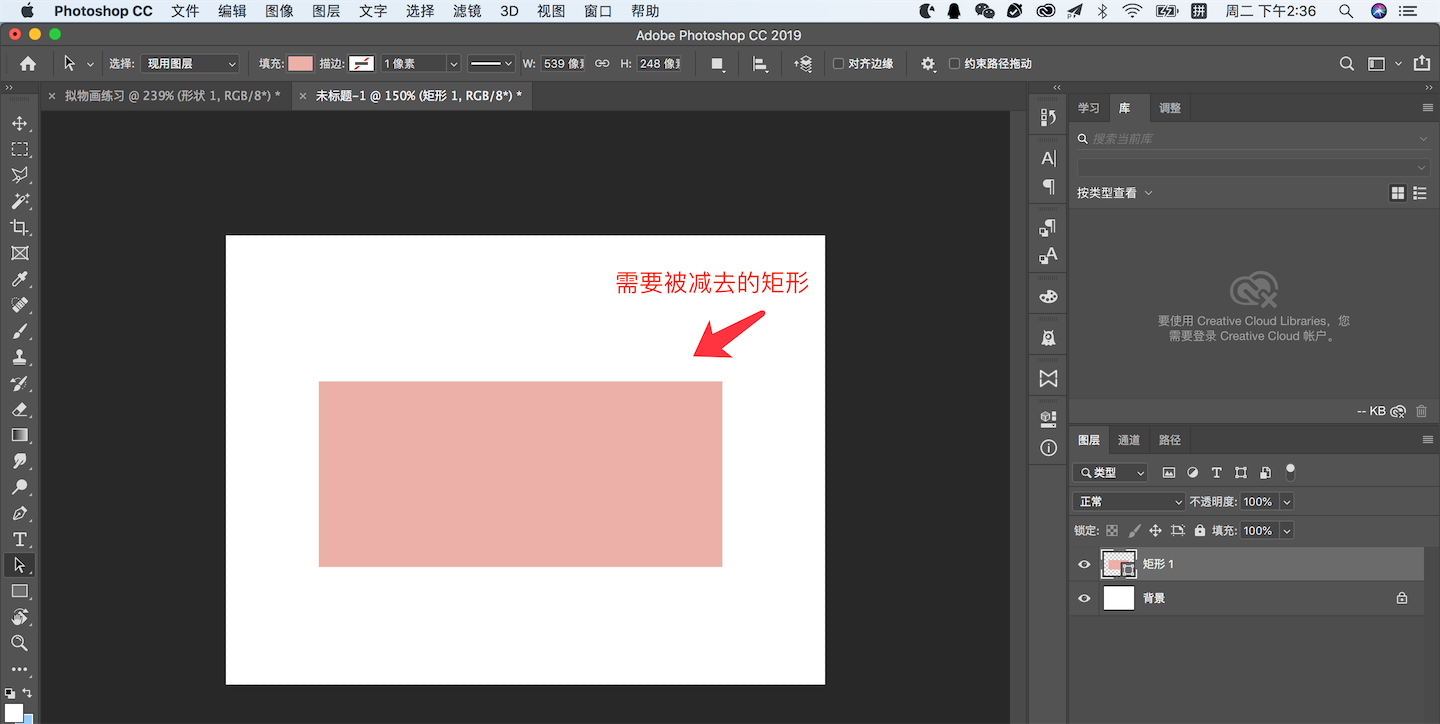 Photoshop CC 文件 编辑 图像 图层 文字 选择 滤镜 3D 视图 窗口 帮助 拼 周二 下午2:36
Adobe Photoshop CC 2019
选择: 现用图层 填充: 描边: 1 像素 W: 539 像素 H: 248 像素 对齐边缘 约束路径拖动
× 拟物画练习 @ 239% (形状 1, RGB/8*) * × 未标题-1 @ 150% (矩形 1, RGB/8*) *
学习 库 调整
搜索当前库
按类型查看
需要被减去的矩形
要使用 Creative Cloud Libraries，您
需要登录 Creative Cloud 帐户。
-- KB
图层 通道 路径
类型
正常 不透明度: 100%
锁定: 填充: 100%
矩形 1
背景